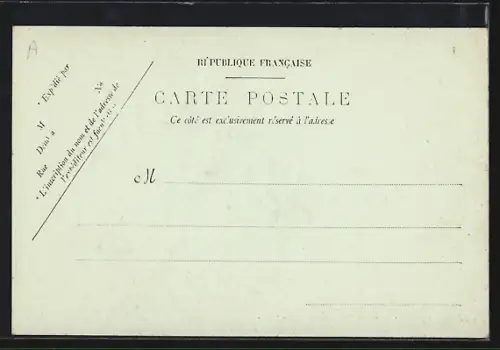 A
RÉPUBLIQUE FRANÇAISE
CARTE POSTALE
Ce côté est exclusivement réservé à l'adresse
M
* Expédié par
M
Dem.t à
Rue N.o
* L'inscription du nom et de l'adresse de
l'expéditeur est facultative